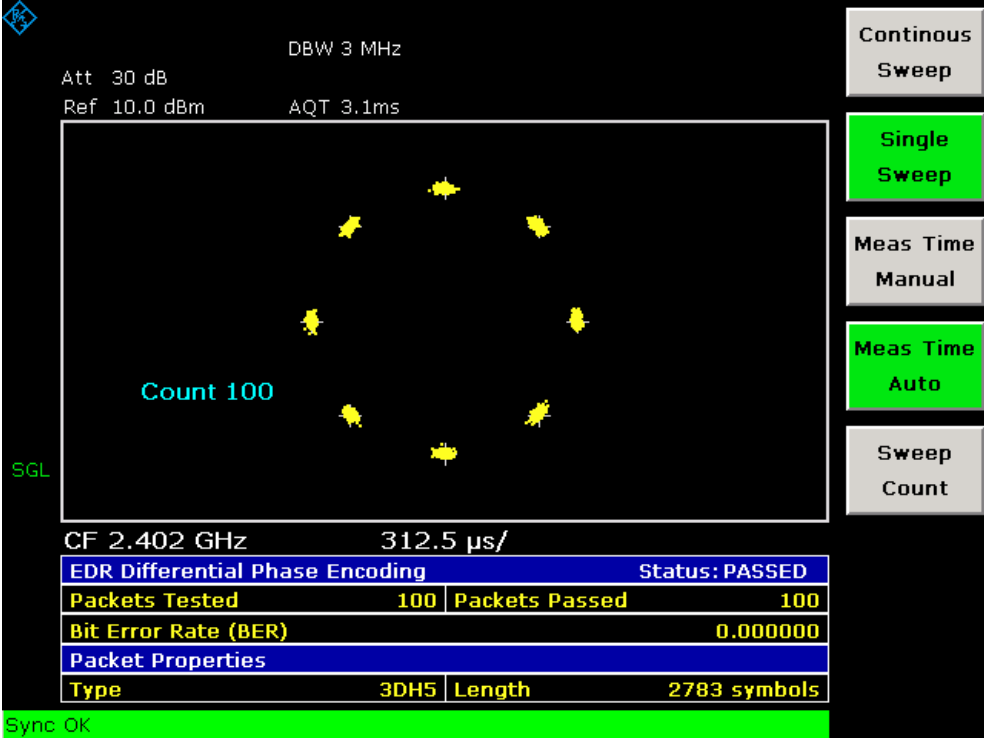 DBW 3 MHz
Att 30 dB
Ref 10.0 dBm AQT 3.1ms
Count 100
SGL
CF 2.402 GHz 312.5 µs/
EDR Differential Phase Encoding Status: PASSED
Packets Tested 100 Packets Passed 100
Bit Error Rate (BER) 0.000000
Packet Properties
Type 3DH5 Length 2783 symbols
Sync OK
Continous
Sweep
Single
Sweep
Meas Time
Manual
Meas Time
Auto
Sweep
Count